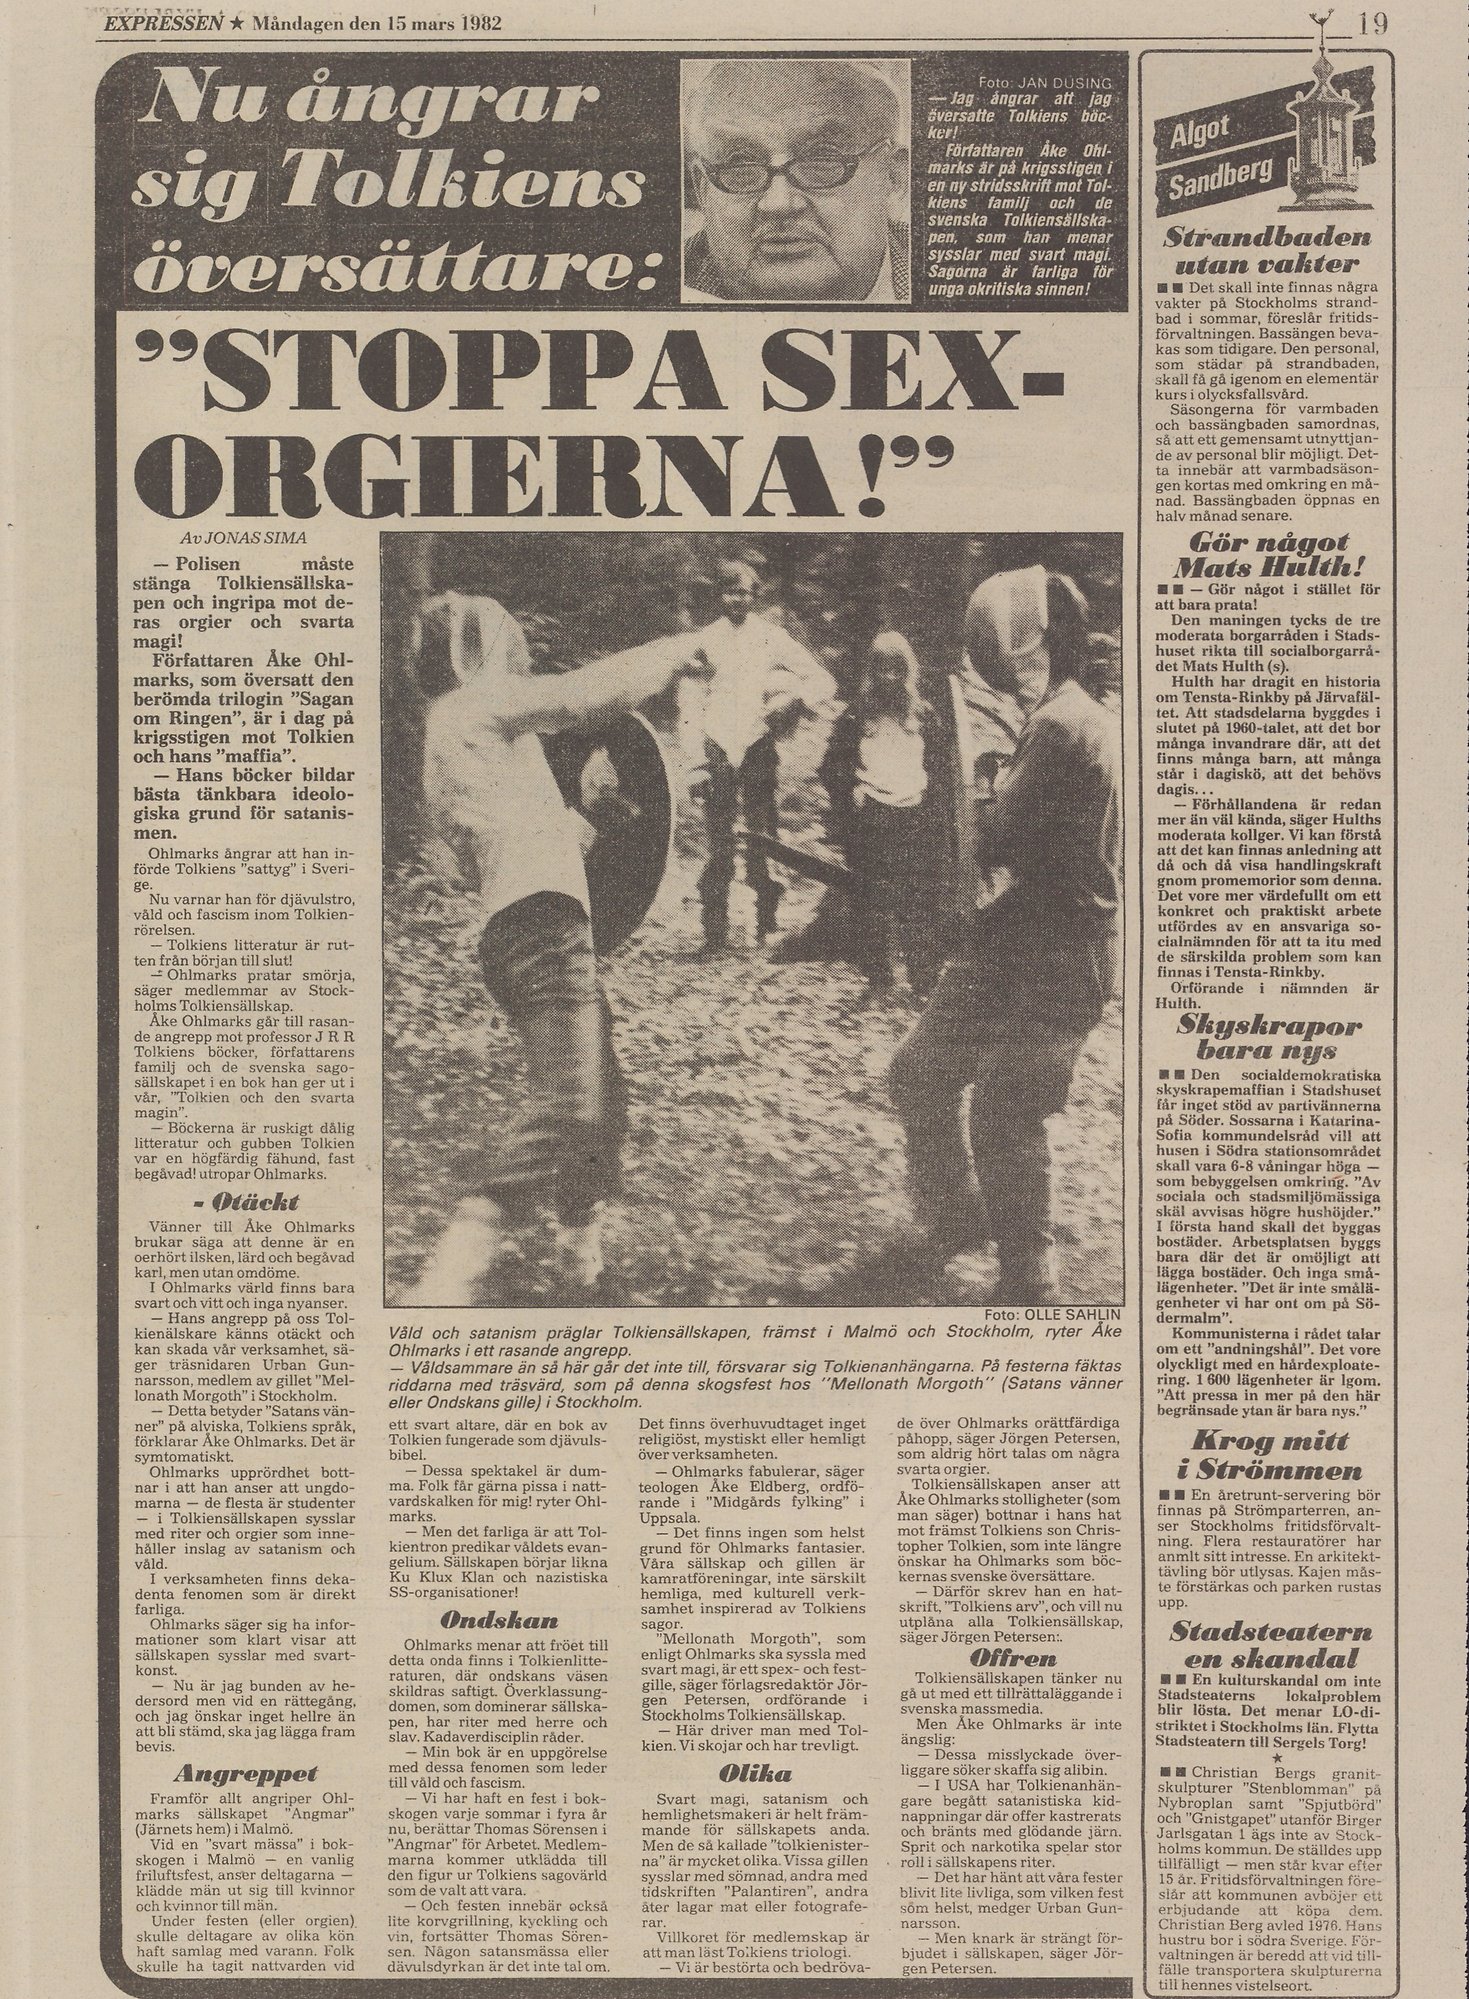 EXPRESSEN ★ Måndagen den 15 mars 1982
19
Nu ångrar
sig Tolkiens
översättare:
Foto: JAN DÜSING
— Jag ångrar att jag
översatte Tolkiens böc-
ker!
Författaren Åke Ohl-
marks är på krigsstigen i
en ny stridsskrift mot Tol-
kiens familj och de
svenska Tolkiensällska-
pen, som han menar
sysslar med svart magi.
Sagorna är farliga för
unga okritiska sinnen!
”STOPPA SEX-
ORGIERNA!”
Av JONAS SIMA
— Polisen måste
stänga Tolkiensällska-
pen och ingripa mot de-
ras orgier och svarta
magi!
Författaren Åke Ohl-
marks, som översatt den
berömda trilogin ”Sagan
om Ringen”, är i dag på
krigsstigen mot Tolkien
och hans ”maffia”.
— Hans böcker bildar
bästa tänkbara ideolo-
giska grund för satanis-
men.
Ohlmarks ångrar att han in-
förde Tolkiens ”sattyg” i Sveri-
ge.
Nu varnar han för djävulstro,
våld och fascism inom Tolkien-
rörelsen.
— Tolkiens litteratur är rut-
ten från början till slut!
— Ohlmarks pratar smörja,
säger medlemmar av Stock-
holms Tolkiensällskap.
Åke Ohlmarks går till rasan-
de angrepp mot professor J R R
Tolkiens böcker, författarens
familj och de svenska sago-
sällskapet i en bok han ger ut i
vår, ”Tolkien och den svarta
magin”.
— Böckerna är ruskigt dålig
litteratur och gubben Tolkien
var en högfärdig fähund, fast
begåvad! utropar Ohlmarks.
- Otäckt
Vänner till Åke Ohlmarks
brukar säga att denne är en
oerhört ilsken, lärd och begåvad
karl, men utan omdöme.
I Ohlmarks värld finns bara
svart och vitt och inga nyanser.
— Hans angrepp på oss Tol-
kienälskare känns otäckt och
kan skada vår verksamhet, sä-
ger träsnidaren Urban Gun-
narsson, medlem av gillet ”Mel-
lonath Morgoth” i Stockholm.
— Detta betyder ”Satans vän-
ner” på alviska, Tolkiens språk,
förklarar Åke Ohlmarks. Det är
symtomatiskt.
Ohlmarks upprördhet bott-
nar i att han anser att ungdo-
marna — de flesta är studenter
— i Tolkiensällskapen sysslar
med riter och orgier som inne-
håller inslag av satanism och
våld.
I verksamheten finns deka-
denta fenomen som är direkt
farliga.
Ohlmarks säger sig ha infor-
mationer som klart visar att
sällskapen sysslar med svart-
konst.
— Nu är jag bunden av he-
dersord men vid en rättegång,
och jag önskar inget hellre än
att bli stämd, ska jag lägga fram
bevis.
Angreppet
Framför allt angriper Ohl-
marks sällskapet ”Angmar”
(Järnets hem) i Malmö.
Vid en ”svart mässa” i bok-
skogen i Malmö — en vanlig
friluftsfest, anser deltagarna —
klädde män ut sig till kvinnor
och kvinnor till män.
Under festen (eller orgien)
skulle deltagare av olika kön
haft samlag med varann. Folk
skulle ha tagit nattvarden vid
Foto: OLLE SAHLIN
Våld och satanism präglar Tolkiensällskapen, främst i Malmö och Stockholm, ryter Åke
Ohlmarks i ett rasande angrepp.
— Våldsammare än så här går det inte till, försvarar sig Tolkienanhängarna. På festerna fäktas
riddarna med träsvärd, som på denna skogsfest hos ”Mellonath Morgoth” (Satans vänner
eller Ondskans gille) i Stockholm.
ett svart altare, där en bok av
Tolkien fungerade som djävuls-
bibel.
— Dessa spektakel är dum-
ma. Folk får gärna pissa i natt-
vardskalken för mig! ryter Ohl-
marks.
— Men det farliga är att Tol-
kientron predikar våldets evan-
gelium. Sällskapen börjar likna
Ku Klux Klan och nazistiska
SS-organisationer!
Ondskan
Ohlmarks menar att fröet till
detta onda finns i Tolkienlitte-
raturen, där ondskans väsen
skildras saftigt. Överklassung-
domen, som dominerar sällska-
pen, har riter med herre och
slav. Kadaverdisciplin råder.
— Min bok är en uppgörelse
med dessa fenomen som leder
till våld och fascism.
— Vi har haft en fest i bok-
skogen varje sommar i fyra år
nu, berättar Thomas Sörensen i
”Angmar” för Arbetet. Medlem-
marna kommer utklädda till
den figur ur Tolkiens sagovärld
som de valt att vara.
— Och festen innebär också
lite korvgrillning, kyckling och
vin, fortsätter Thomas Sören-
sen. Någon satansmässa eller
dävulsdyrkan är det inte tal om.
Det finns överhuvudtaget inget
religiöst, mystiskt eller hemligt
över verksamheten.
— Ohlmarks fabulerar, säger
teologen Åke Eldberg, ordfö-
rande i ”Midgårds fylking” i
Uppsala.
— Det finns ingen som helst
grund för Ohlmarks fantasier.
Våra sällskap och gillen är
kamratföreningar, inte särskilt
hemliga, med kulturell verk-
samhet inspirerad av Tolkiens
sagor.
”Mellonath Morgoth”, som
enligt Ohlmarks ska syssla med
svart magi, är ett spex- och fest-
gille, säger förlagsredaktör Jör-
gen Petersen, ordförande i
Stockholms Tolkiensällskap.
— Här driver man med Tol-
kien. Vi skojar och har trevligt.
Olika
Svart magi, satanism och
hemlighetsmakeri är helt främ-
mande för sällskapets anda.
Men de så kallade ”tolkienister-
na” är mycket olika. Vissa gillen
sysslar med sömnad, andra med
tidskriften ”Palantiren”, andra
åter lagar mat eller fotografe-
rar.
Villkoret för medlemskap är
att man läst Tolkiens triologi.
— Vi är bestörta och bedröva-
de över Ohlmarks orättfärdiga
påhopp, säger Jörgen Petersen,
som aldrig hört talas om några
svarta orgier.
Tolkiensällskapen anser att
Åke Ohlmarks stolligheter (som
man säger) bottnar i hans hat
mot främst Tolkiens son Chris-
topher Tolkien, som inte längre
önskar ha Ohlmarks som böc-
kernas svenske översättare.
— Därför skrev han en hat-
skrift, ”Tolkiens arv”, och vill nu
utplåna alla Tolkiensällskap,
säger Jörgen Petersen:.
Offren
Tolkiensällskapen tänker nu
gå ut med ett tillrättaläggande i
svenska massmedia.
Men Åke Ohlmarks är inte
ängslig:
— Dessa misslyckade över-
liggare söker skaffa sig alibin.
— I USA har Tolkienanhän-
gare begått satanistiska kid-
nappningar där offer kastrerats
och bränts med glödande järn.
Sprit och narkotika spelar stor
roll i sällskapens riter.
— Det har hänt att våra fester
blivit lite livliga, som vilken fest
som helst, medger Urban Gun-
narsson.
— Men knark är strängt för-
bjudet i sällskapen, säger Jör-
gen Petersen.
Algot
Sandberg
Strandbaden
utan vakter
■ ■ Det skall inte finnas några
vakter på Stockholms strand-
bad i sommar, föreslår fritids-
förvaltningen. Bassängen beva-
kas som tidigare. Den personal,
som städar på strandbaden,
skall få gå igenom en elementär
kurs i olycksfallsvård.
Säsongerna för varmbaden
och bassängbaden samordnas,
så att ett gemensamt utnyttjan-
de av personal blir möjligt. Det-
ta innebär att varmbadsäson-
gen kortas med omkring en må-
nad. Bassängbaden öppnas en
halv månad senare.
Gör något
Mats Hulth!
■ ■ — Gör något i stället för
att bara prata!
Den maningen tycks de tre
moderata borgarråden i Stads-
huset rikta till socialborgarrå-
det Mats Hulth (s).
Hulth har dragit en historia
om Tensta-Rinkby på Järvafäl-
tet. Att stadsdelarna byggdes i
slutet på 1960-talet, att det bor
många invandrare där, att det
finns många barn, att många
står i dagiskö, att det behövs
dagis...
— Förhållandena är redan
mer än väl kända, säger Hulths
moderata kollger. Vi kan förstå
att det kan finnas anledning att
då och då visa handlingskraft
gnom promemorior som denna.
Det vore mer värdefullt om ett
konkret och praktiskt arbete
utfördes av en ansvariga so-
cialnämnden för att ta itu med
de särskilda problem som kan
finnas i Tensta-Rinkby.
Orförande i nämnden är
Hulth.
Skyskrapor
bara nys
■ ■ Den socialdemokratiska
skyskrapemaffian i Stadshuset
får inget stöd av partivännerna
på Söder. Sossarna i Katarina-
Sofia kommundelsråd vill att
husen i Södra stationsområdet
skall vara 6-8 våningar höga —
som bebyggelsen omkring. ”Av
sociala och stadsmiljömässiga
skäl avvisas högre hushöjder.”
I första hand skall det byggas
bostäder. Arbetsplatsen byggs
bara där det är omöjligt att
lägga bostäder. Och inga små-
lägenheter. ”Det är inte smålä-
genheter vi har ont om på Sö-
dermalm”.
Kommunisterna i rådet talar
om ett ”andningshål”. Det vore
olyckligt med en hårdexploate-
ring. 1 600 lägenheter är lgom.
”Att pressa in mer på den här
begränsade ytan är bara nys.”
Krog mitt
i Strömmen
■ ■ En åretrunt-servering bör
finnas på Strömparterren, an-
ser Stockholms fritidsförvalt-
ning. Flera restauratörer har
anmlt sitt intresse. En arkitekt-
tävling bör utlysas. Kajen mås-
te förstärkas och parken rustas
upp.
Stadsteatern
en skandal
■ ■ En kulturskandal om inte
Stadsteaterns lokalproblem
blir lösta. Det menar LO-di-
striktet i Stockholms län. Flytta
Stadsteatern till Sergels Torg!
★
■ ■ Christian Bergs granit-
skulpturer ”Stenblomman” på
Nybroplan samt ”Spjutbörd”
och ”Gnistgapet” utanför Birger
Jarlsgatan 1 ägs inte av Stock-
holms kommun. De ställdes upp
tillfälligt — men står kvar efter
15 år. Fritidsförvaltningen före-
slår att kommunen avböjer ett
erbjudande att köpa dem.
Christian Berg avled 1976. Hans
hustru bor i södra Sverige. För-
valtningen är beredd att vid till-
fälle transportera skulpturerna
till hennes vistelseort.